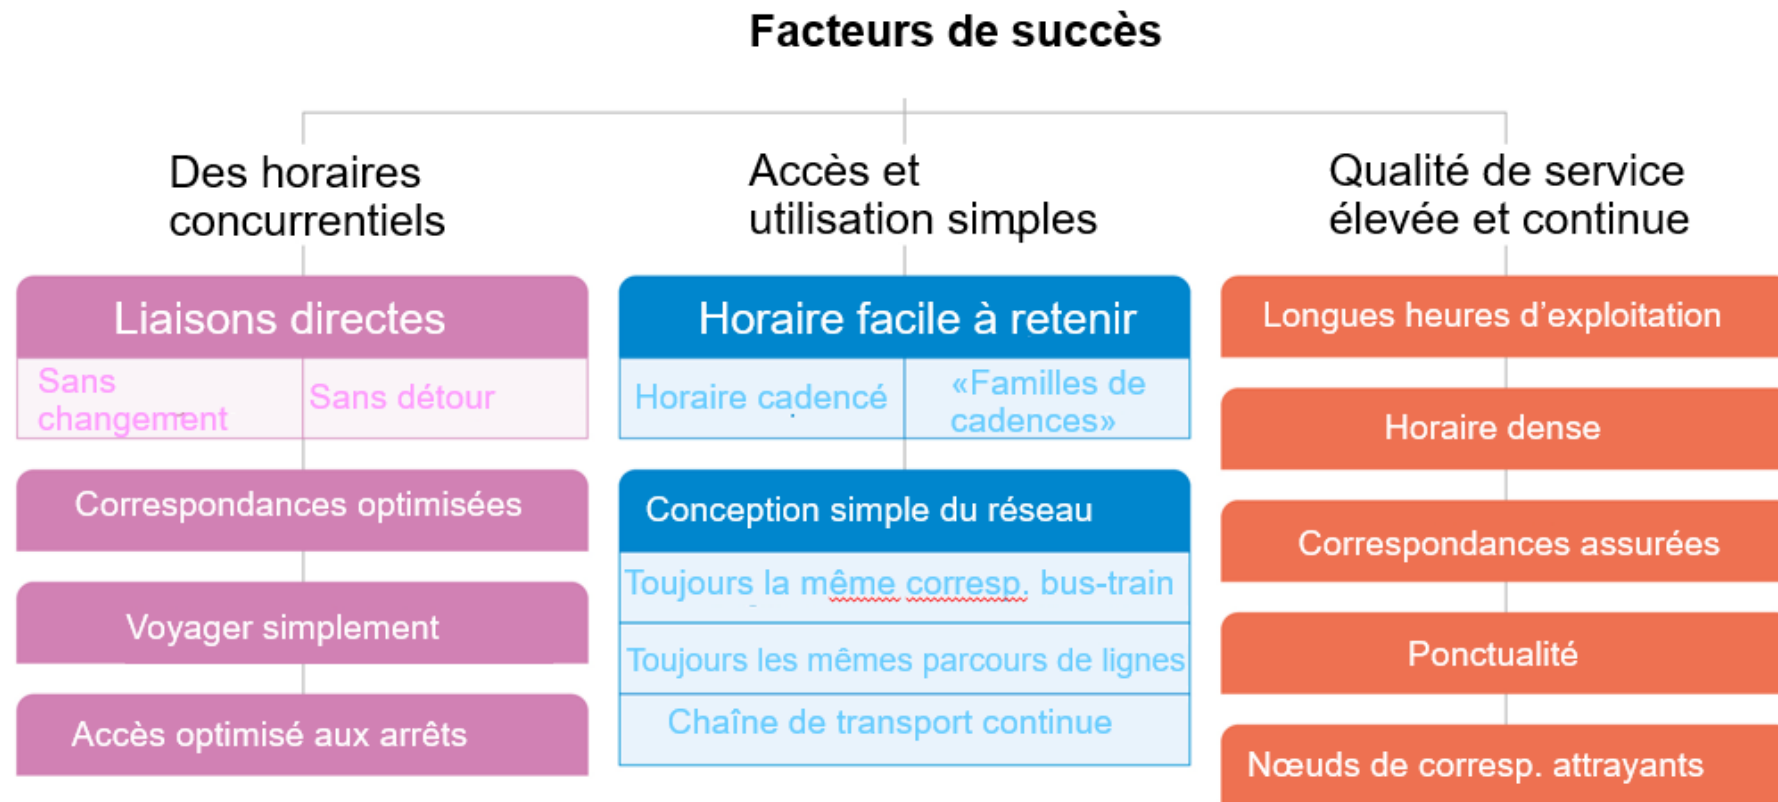 Facteurs de succès
Des horaires
concurrentiels
Liaisons directes
Sans
changement
Sans détour
Correspondances optimisées
Voyager simplement
Accès optimisé aux arrêts
Accès et
utilisation simples
Horaire facile à retenir
Horaire cadencé
«Familles de
cadences»
Conception simple du réseau
Toujours la même corresp. bus-train
Toujours les mêmes parcours de lignes
Chaîne de transport continue
Qualité de service
élevée et continue
Longues heures d’exploitation
Horaire dense
Correspondances assurées
Ponctualité
Nœuds de corresp. attrayants